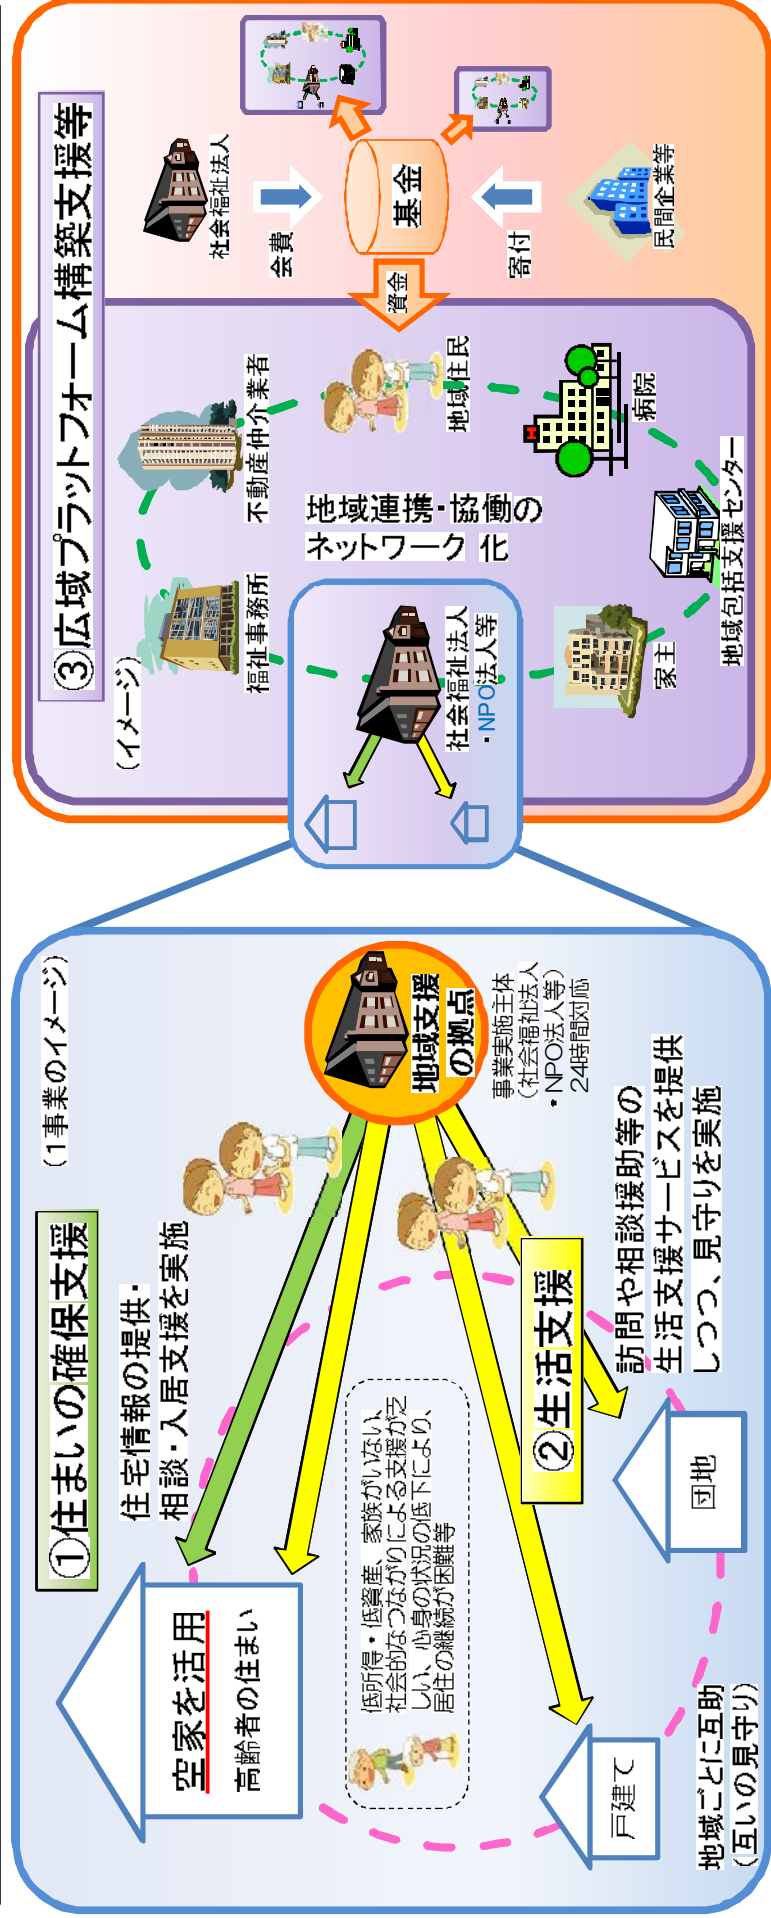 (1事業のイメージ)
①住まいの確保支援
住宅情報の提供・
相談・入居支援を実施
空家を活用
高齢者の住まい
低所得・低資産、家族がいない、
社会的なつながりによる支援が乏
しい、心身の状況の低下により、
居住の継続が困難等
地域支援
の拠点
事業実施主体
(社会福祉法人
・NPO法人等)
24時間対応
②生活支援
訪問や相談援助等の
生活支援サービスを提供
しつつ、見守りを実施
戸建て
団地
地域ごとに互助
(互いの見守り)
③広域プラットフォーム構築支援等
(イメージ)
福祉事務所
不動産仲介業者
地域連携・協働の
ネットワーク 化
地域住民
社会福祉法人
・NPO法人等
家主
地域包括支援センター
病院
社会福祉法人
会費
基金
資金
寄付
民間企業等